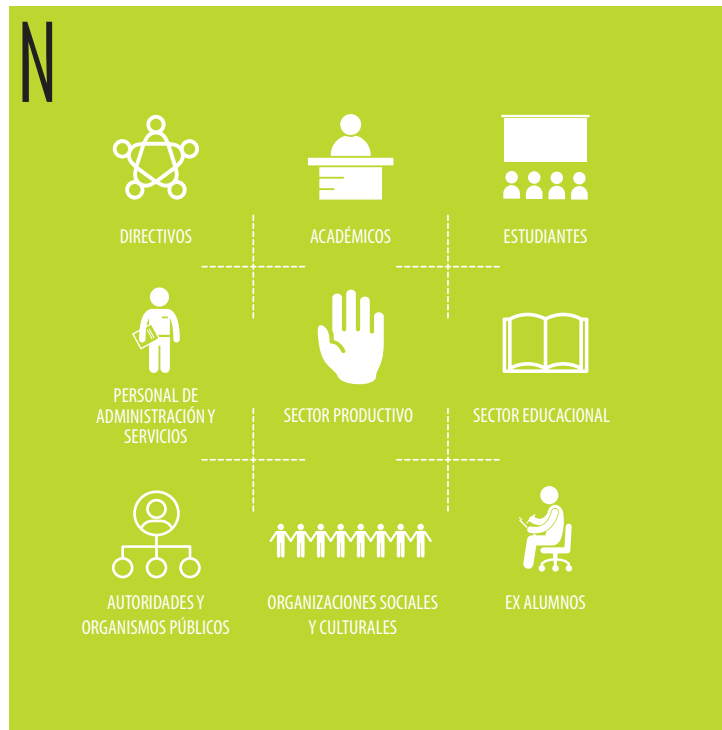 N
DIRECTIVOS
ACADÉMICOS
ESTUDIANTES
PERSONAL DE
ADMINISTRACIÓN Y
SERVICIOS
SECTOR PRODUCTIVO
SECTOR EDUCACIONAL
AUTORIDADES Y
ORGANISMOS PÚBLICOS
ORGANIZACIONES SOCIALES
Y CULTURALES
EX ALUMNOS